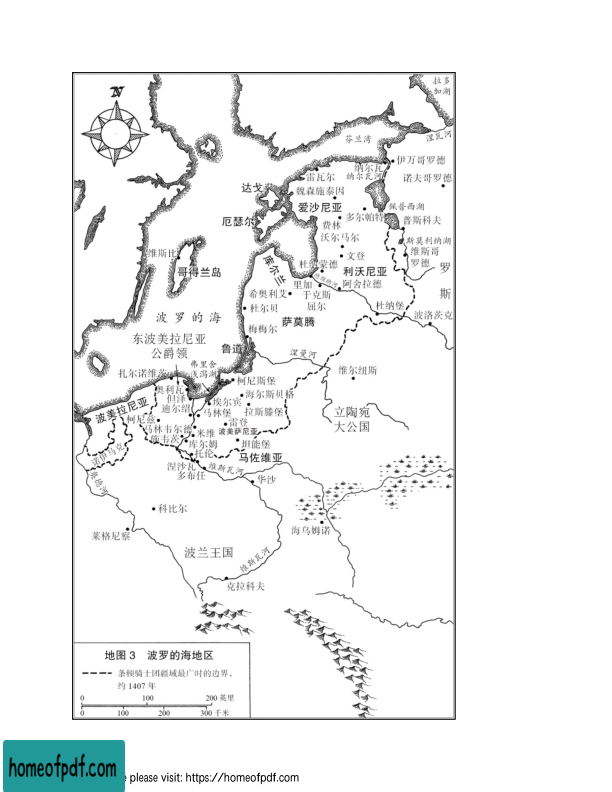 N
拉多
加湖
芬兰湾
涅瓦河
伊万哥罗德
纳尔瓦
纳尔瓦河
诺夫哥罗德
雷瓦尔
达戈
魏森施泰因
爱沙尼亚
佩普西湖
多尔帕特
普斯科夫
厄瑟尔
费林
沃尔马尔
斯莫利纳湖
维斯哥
罗德
文登
维斯比
哥得兰岛
库尔兰
杜纳蒙德
利沃尼亚
罗
斯
里加
阿舍拉德
希奥利艾
于克斯
屈尔
杜纳堡
杜尔贝
波洛茨克
波罗的海
萨莫腾
梅梅尔
东波美拉尼亚
公爵领
鲁道
涅曼河
弗里舍
潟湖
扎尔诺维茨
柯尼斯堡
维尔纽斯
奥利瓦
但泽
海尔斯贝格
埃尔宾
迪尔绍
马林堡
拉斯滕堡
波美拉尼亚
立陶宛
大公国
柯尼兹
雷登
马林韦尔德
米维
波美萨尼亚
施韦茨
库尔姆
坦能堡
诺伊马克
托伦
马佐维亚
涅沙瓦
维斯瓦河
多布任
奥德河
华沙
科比尔
莱格尼察
海乌姆诺
波兰王国
维斯瓦河
克拉科夫
地图 3 波罗的海地区
条顿骑士团疆域最广时的边界，
约 1407 年
0 100 200 英里
0 100 200 300 千米
homeofpdf.com
e please visit: https://homeofpdf.com